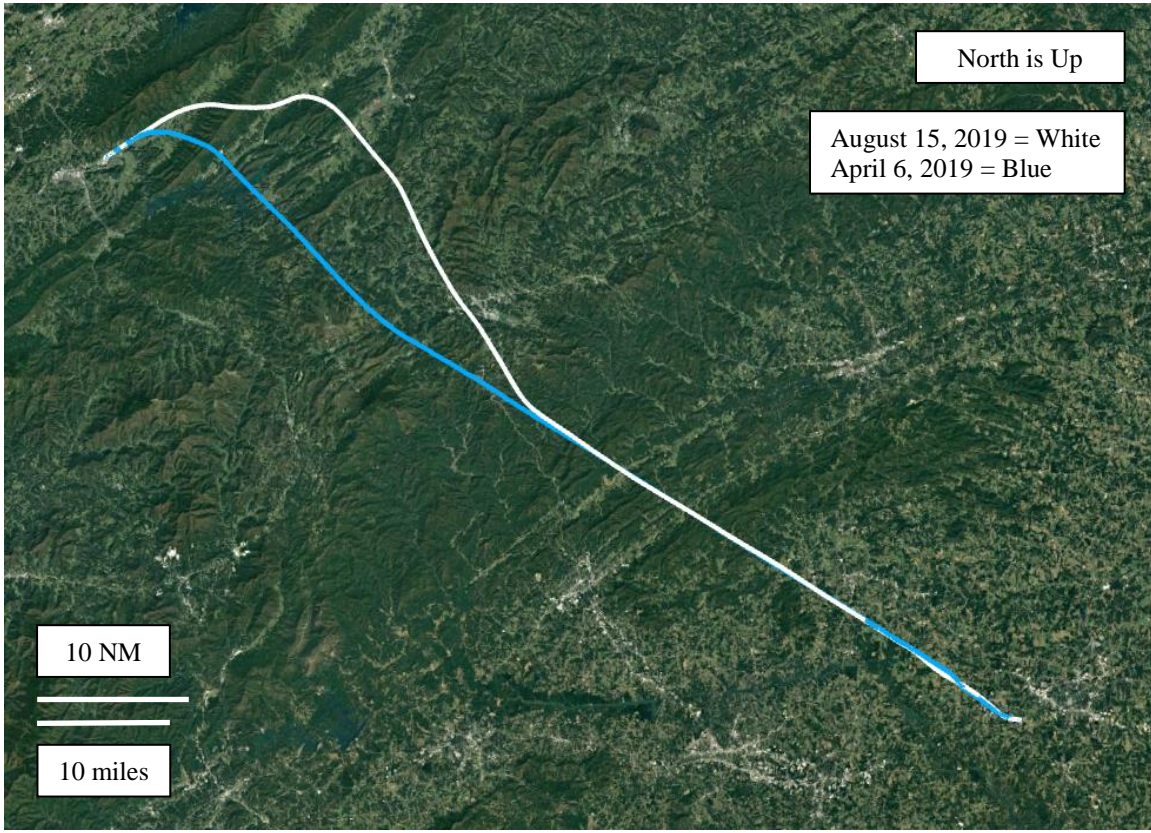 North is Up
August 15, 2019 = White
April 6, 2019 = Blue
10 NM
10 miles